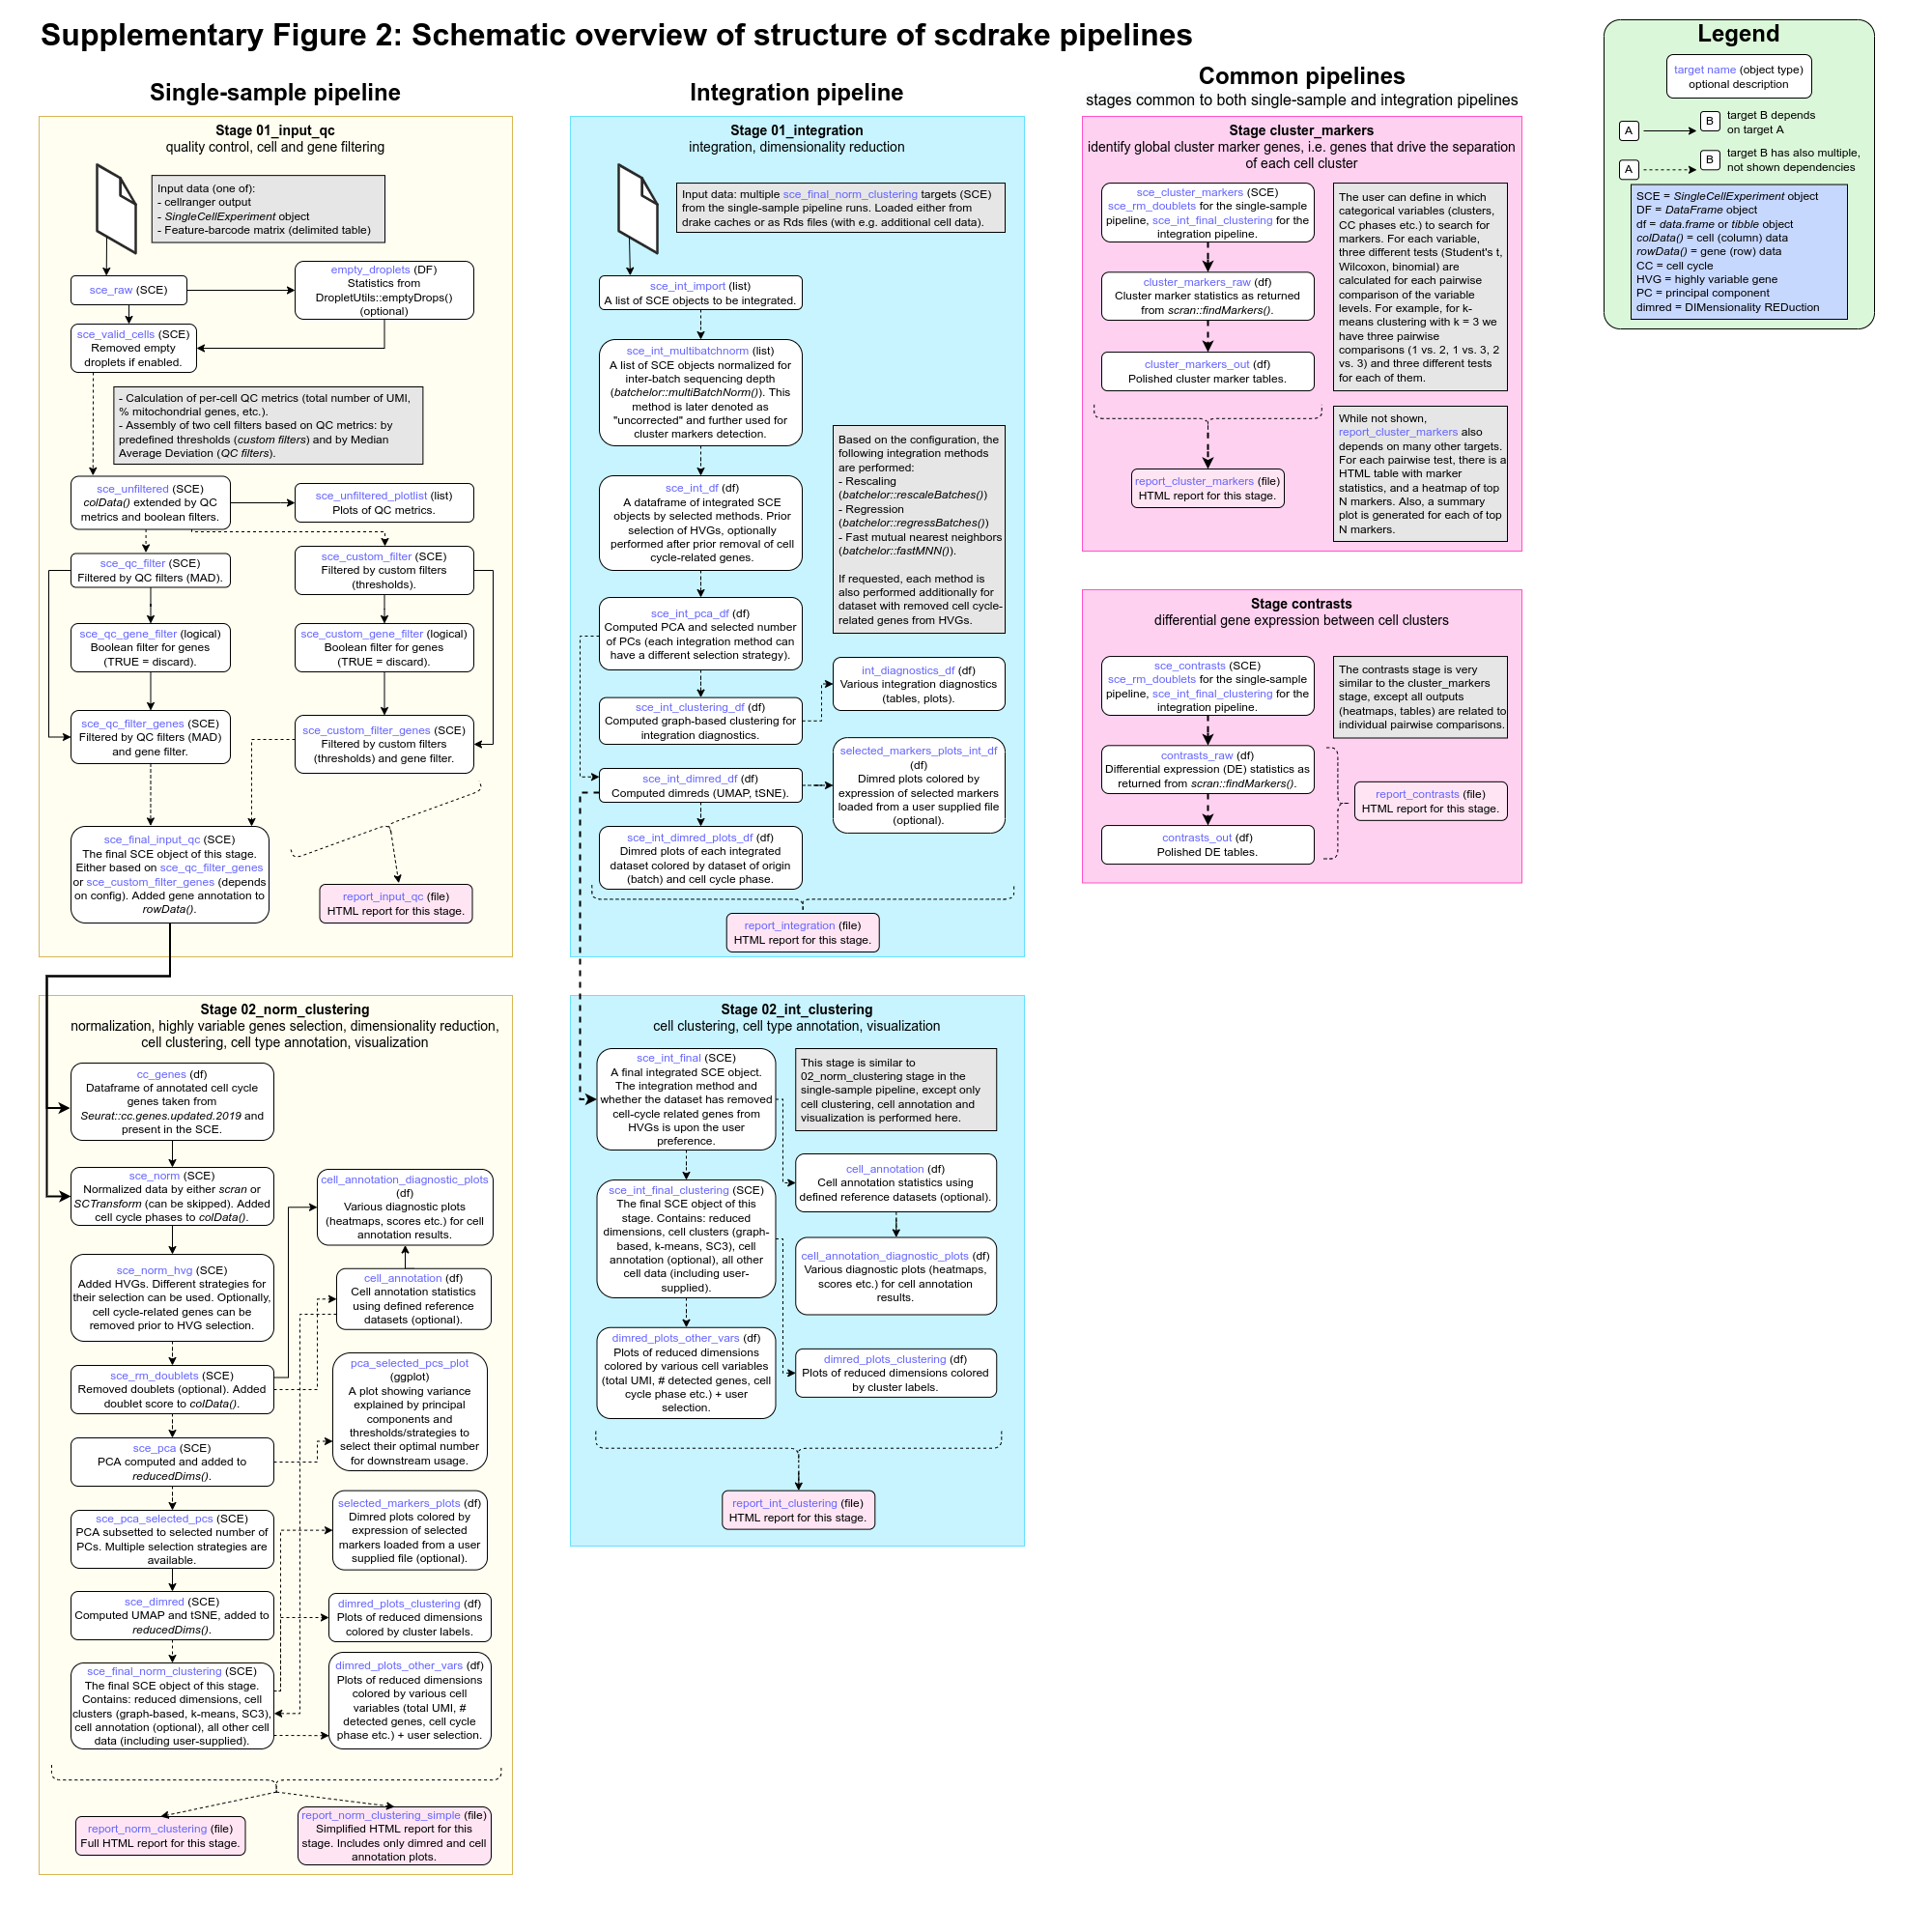 Supplementary Figure 2: Schematic overview of structure of scdrake pipelines
Single-sample pipeline
Stage 01_input_qc
quality control, cell and gene filtering
Input data (one of):
- cellranger output
- SingleCellExperiment object
- Feature-barcode matrix (delimited table)
sce_raw (SCE)
empty_droplets (DF)
Statistics from
DropletUtils::emptyDrops()
(optional)
sce_valid_cells (SCE)
Removed empty
droplets if enabled.
- Calculation of per-cell QC metrics (total number of UMI,
% mitochondrial genes, etc.).
- Assembly of two cell filters based on QC metrics: by
predefined thresholds (custom filters) and by Median
Average Deviation (QC filters).
sce_unfiltered (SCE)
colData() extended by QC
metrics and boolean filters.
sce_unfiltered_plotlist (list)
Plots of QC metrics.
sce_qc_filter (SCE)
Filtered by QC filters (MAD).
sce_custom_filter (SCE)
Filtered by custom filters
(thresholds).
sce_qc_gene_filter (logical)
Boolean filter for genes
(TRUE = discard).
sce_custom_gene_filter (logical)
Boolean filter for genes
(TRUE = discard).
sce_qc_filter_genes (SCE)
Filtered by QC filters (MAD)
and gene filter.
sce_custom_filter_genes (SCE)
Filtered by custom filters
(thresholds) and gene filter.
sce_final_input_qc (SCE)
The final SCE object of this stage.
Either based on sce_qc_filter_genes
or sce_custom_filter_genes (depends
on config). Added gene annotation to
rowData().
report_input_qc (file)
HTML report for this stage.
Stage 02_norm_clustering
normalization, highly variable genes selection, dimensionality reduction,
cell clustering, cell type annotation, visualization
cc_genes (df)
Dataframe of annotated cell cycle
genes taken from
Seurat::cc.genes.updated.2019 and
present in the SCE.
sce_norm (SCE)
Normalized data by either scran or
SCTransform (can be skipped). Added
cell cycle phases to colData().
cell_annotation_diagnostic_plots
(df)
Various diagnostic plots
(heatmaps, scores etc.) for cell
annotation results.
sce_norm_hvg (SCE)
Added HVGs. Different strategies for
their selection can be used. Optionally,
cell cycle-related genes can be
removed prior to HVG selection.
cell_annotation (df)
Cell annotation statistics
using defined reference
datasets (optional).
sce_rm_doublets (SCE)
Removed doublets (optional). Added
doublet score to colData().
pca_selected_pcs_plot
(ggplot)
A plot showing variance
explained by principal
components and
thresholds/strategies to
select their optimal number
for downstream usage.
sce_pca (SCE)
PCA computed and added to
reducedDims().
sce_pca_selected_pcs (SCE)
PCA subsetted to selected number of
PCs. Multiple selection strategies are
available.
selected_markers_plots (df)
Dimred plots colored by
expression of selected
markers loaded from a user
supplied file (optional).
sce_dimred (SCE)
Computed UMAP and tSNE, added to
reducedDims().
dimred_plots_clustering (df)
Plots of reduced dimensions
colored by cluster labels.
sce_final_norm_clustering (SCE)
The final SCE object of this stage.
Contains: reduced dimensions, cell
clusters (graph-based, k-means, SC3),
cell annotation (optional), all other cell
data (including user-supplied).
dimred_plots_other_vars (df)
Plots of reduced dimensions
colored by various cell
variables (total UMI, #
detected genes, cell cycle
phase etc.) + user selection.
report_norm_clustering (file)
Full HTML report for this stage.
report_norm_clustering_simple (file)
Simplified HTML report for this
stage. Includes only dimred and cell
annotation plots.
Integration pipeline
Stage 01_integration
integration, dimensionality reduction
Input data: multiple sce_final_norm_clustering targets (SCE)
from the single-sample pipeline runs. Loaded either from
drake caches or as Rds files (with e.g. additional cell data).
sce_int_import (list)
A list of SCE objects to be integrated.
sce_int_multibatchnorm (list)
A list of SCE objects normalized for
inter-batch sequencing depth
(batchelor::multiBatchNorm()). This
method is later denoted as
"uncorrected" and further used for
cluster markers detection.
Based on the configuration, the
following integration methods
are performed:
- Rescaling
(batchelor::rescaleBatches())
- Regression
(batchelor::regressBatches())
- Fast mutual nearest neighbors
(batchelor::fastMNN()).
If requested, each method is
also performed additionally for
dataset with removed cell cycle-
related genes from HVGs.
sce_int_df (df)
A dataframe of integrated SCE
objects by selected methods. Prior
selection of HVGs, optionally
performed after prior removal of cell
cycle-related genes.
sce_int_pca_df (df)
Computed PCA and selected number
of PCs (each integration method can
have a different selection strategy).
int_diagnostics_df (df)
Various integration diagnostics
(tables, plots).
sce_int_clustering_df (df)
Computed graph-based clustering for
integration diagnostics.
selected_markers_plots_int_df
(df)
Dimred plots colored by
expression of selected markers
loaded from a user supplied file
(optional).
sce_int_dimred_df (df)
Computed dimreds (UMAP, tSNE).
sce_int_dimred_plots_df (df)
Dimred plots of each integrated
dataset colored by dataset of origin
(batch) and cell cycle phase.
report_integration (file)
HTML report for this stage.
Stage 02_int_clustering
cell clustering, cell type annotation, visualization
sce_int_final (SCE)
A final integrated SCE object.
The integration method and
whether the dataset has removed
cell-cycle related genes from
HVGs is upon the user
preference.
This stage is similar to
02_norm_clustering stage in the
single-sample pipeline, except only
cell clustering, cell annotation and
visualization is performed here.
cell_annotation (df)
Cell annotation statistics using
defined reference datasets (optional).
sce_int_final_clustering (SCE)
The final SCE object of this
stage. Contains: reduced
dimensions, cell clusters (graph-
based, k-means, SC3), cell
annotation (optional), all other
cell data (including user-
supplied).
cell_annotation_diagnostic_plots (df)
Various diagnostic plots (heatmaps,
scores etc.) for cell annotation
results.
dimred_plots_other_vars (df)
Plots of reduced dimensions
colored by various cell variables
(total UMI, # detected genes, cell
cycle phase etc.) + user
selection.
dimred_plots_clustering (df)
Plots of reduced dimensions colored
by cluster labels.
report_int_clustering (file)
HTML report for this stage.
Common pipelines
stages common to both single-sample and integration pipelines
Stage cluster_markers
identify global cluster marker genes, i.e. genes that drive the separation
of each cell cluster
sce_cluster_markers (SCE)
sce_rm_doublets for the single-sample
pipeline, sce_int_final_clustering for the
integration pipeline.
cluster_markers_raw (df)
Cluster marker statistics as returned
from scran::findMarkers().
cluster_markers_out (df)
Polished cluster marker tables.
The user can define in which
categorical variables (clusters,
CC phases etc.) to search for
markers. For each variable,
three different tests (Student's t,
Wilcoxon, binomial) are
calculated for each pairwise
comparison of the variable
levels. For example, for k-
means clustering with k = 3 we
have three pairwise
comparisons (1 vs. 2, 1 vs. 3, 2
vs. 3) and three different tests
for each of them.
report_cluster_markers (file)
HTML report for this stage.
While not shown,
report_cluster_markers also
depends on many other targets.
For each pairwise test, there is a
HTML table with marker
statistics, and a heatmap of top
N markers. Also, a summary
plot is generated for each of top
N markers.
Stage contrasts
differential gene expression between cell clusters
sce_contrasts (SCE)
sce_rm_doublets for the single-sample
pipeline, sce_int_final_clustering for the
integration pipeline.
The contrasts stage is very
similar to the cluster_markers
stage, except all outputs
(heatmaps, tables) are related to
individual pairwise comparisons.
contrasts_raw (df)
Differential expression (DE) statistics as
returned from scran::findMarkers().
report_contrasts (file)
HTML report for this stage.
contrasts_out (df)
Polished DE tables.
Legend
target name (object type)
optional description
A
B
target B depends
on target A
A
B
target B has also multiple,
not shown dependencies
SCE = SingleCellExperiment object
DF = DataFrame object
df = data.frame or tibble object
colData() = cell (column) data
rowData() = gene (row) data
CC = cell cycle
HVG = highly variable gene
PC = principal component
dimred = DIMensionality REDuction